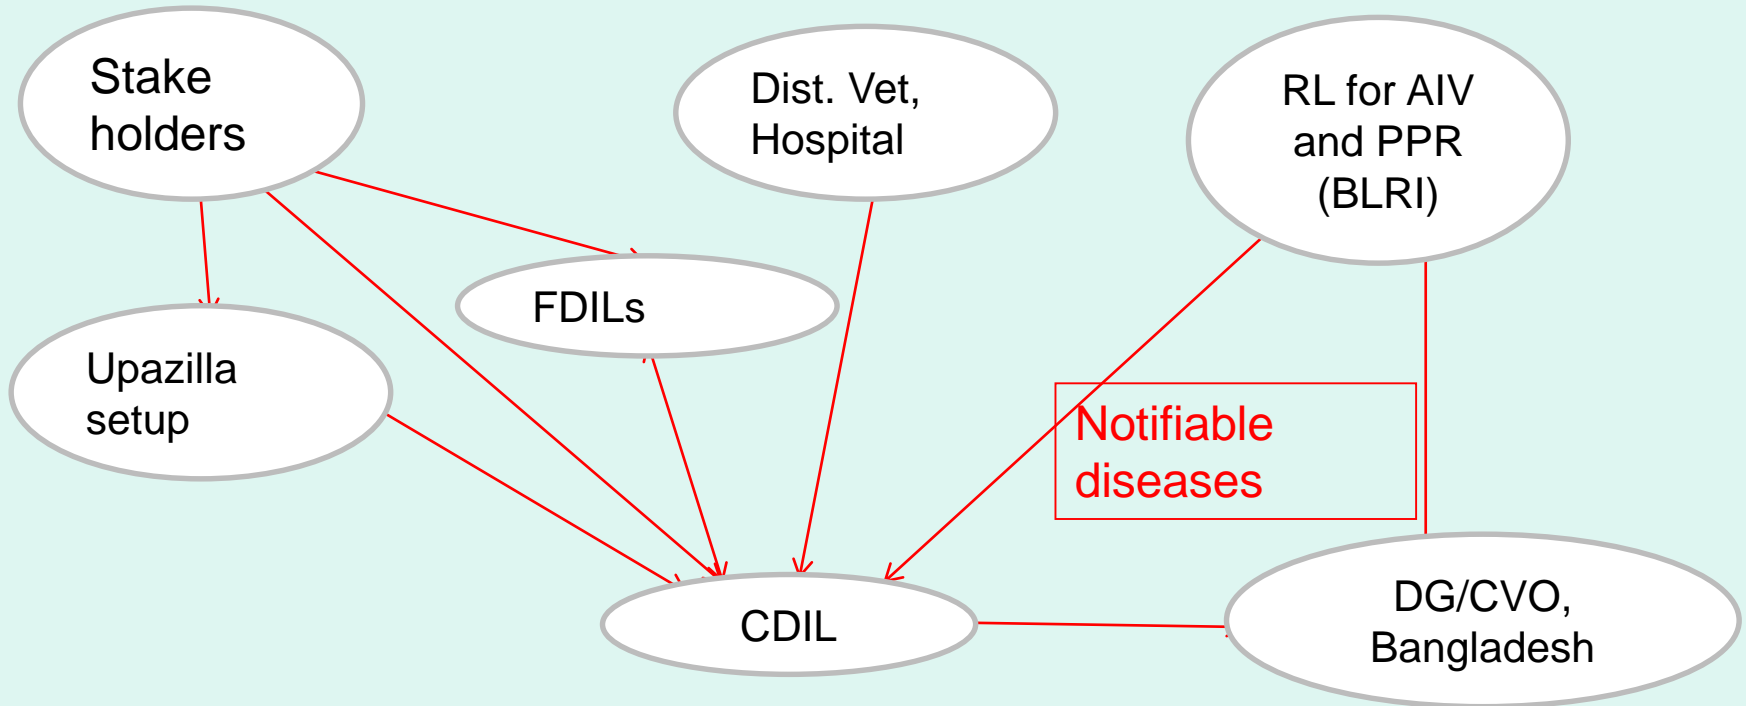 Stake
holders
Dist. Vet,
Hospital
RL for AIV
and PPR
(BLRI)
FDILs
Upazilla
setup
Notifiable
diseases
CDIL
DG/CVO,
Bangladesh